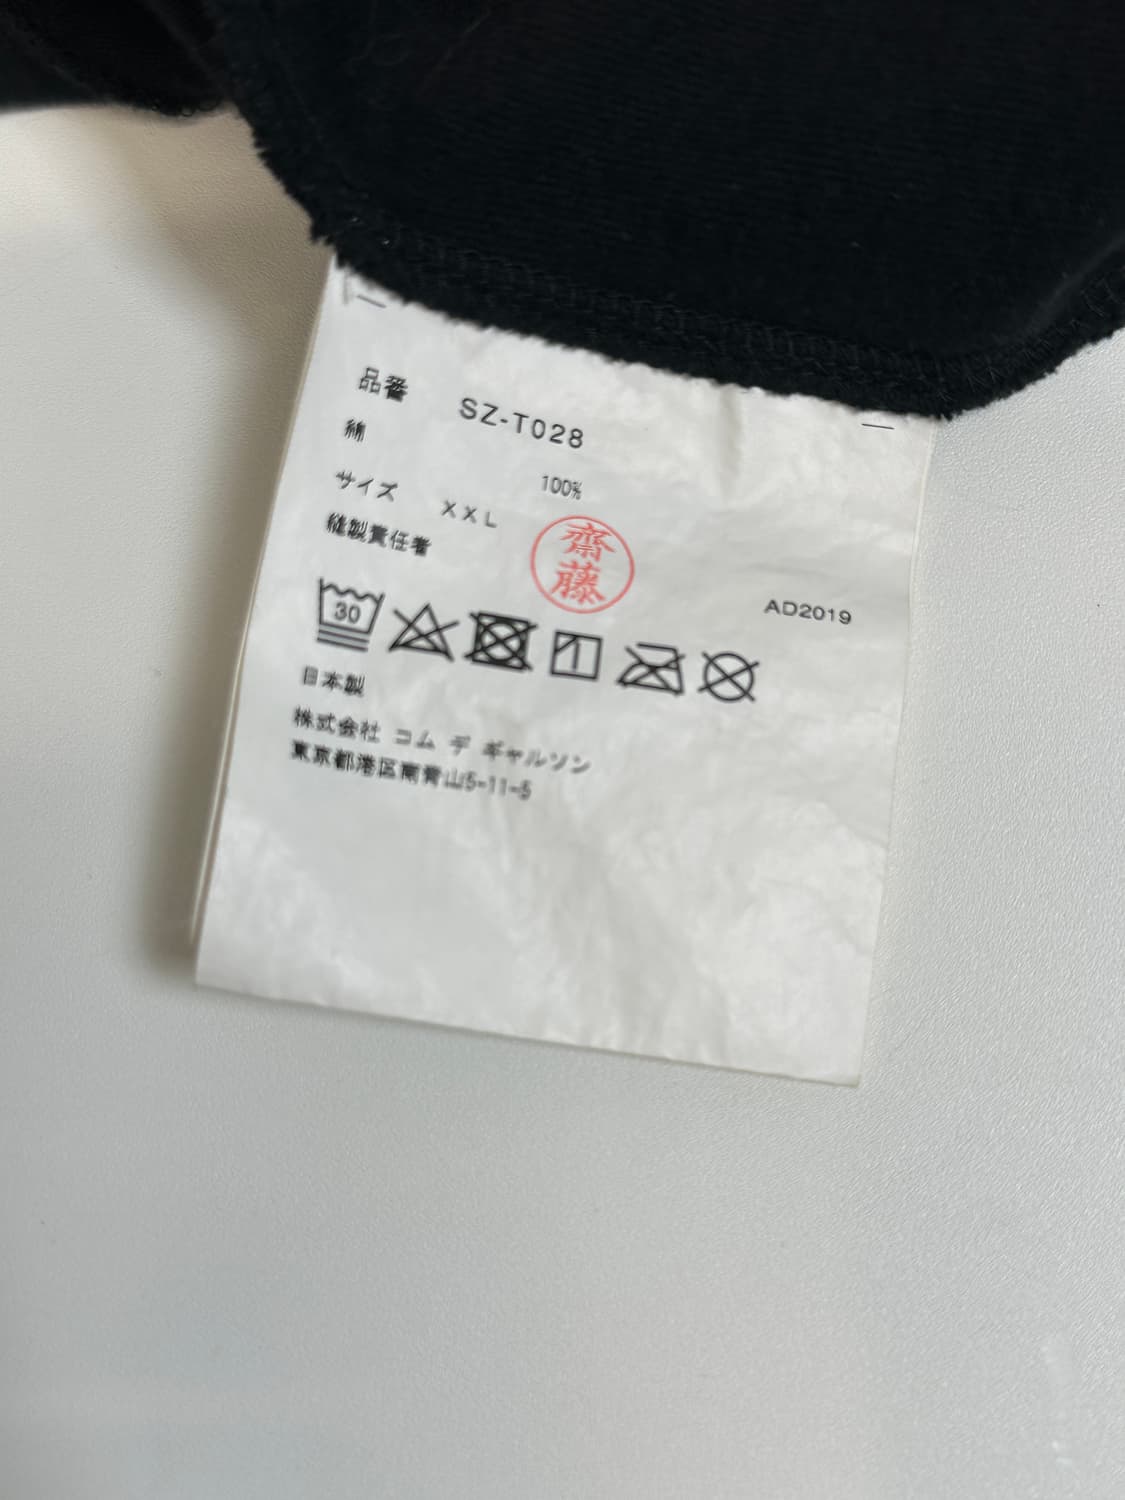 品番 SZ-T028
綿 100%
サイズ XXL
縫製責任者 齋藤
AD2019
30
日本製
株式会社 コム デ ギャルソン
東京都港区南青山5-11-5